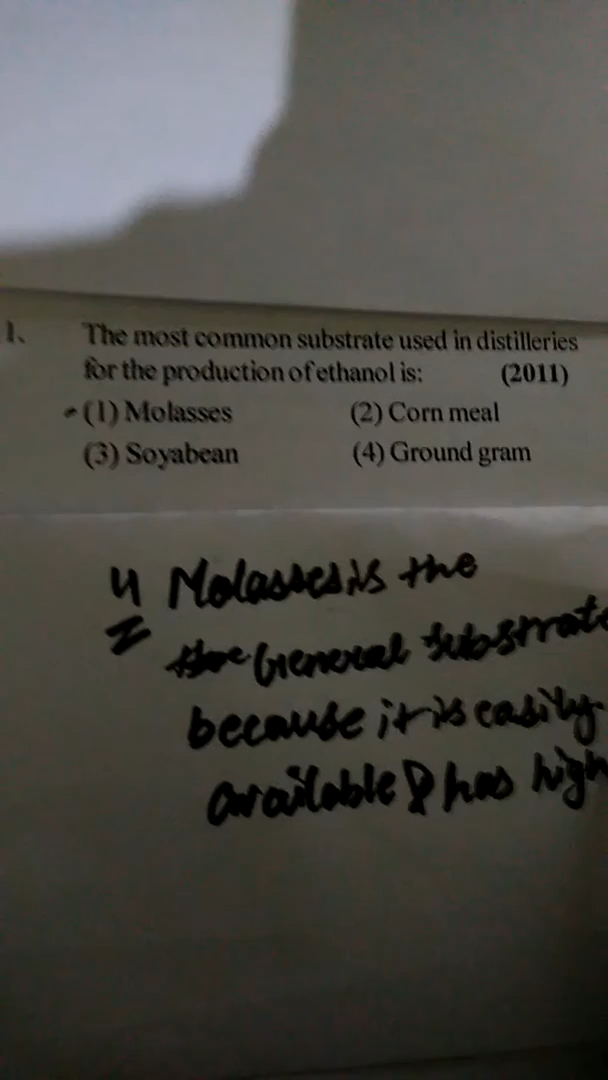 1. The most common substrate used in distilleries
for the production of ethanol is: (2011)
(1) Molasses (2) Corn meal
(3) Soyabean (4) Ground gram
Molasses is the
General substrate
because it is easily
available & has high